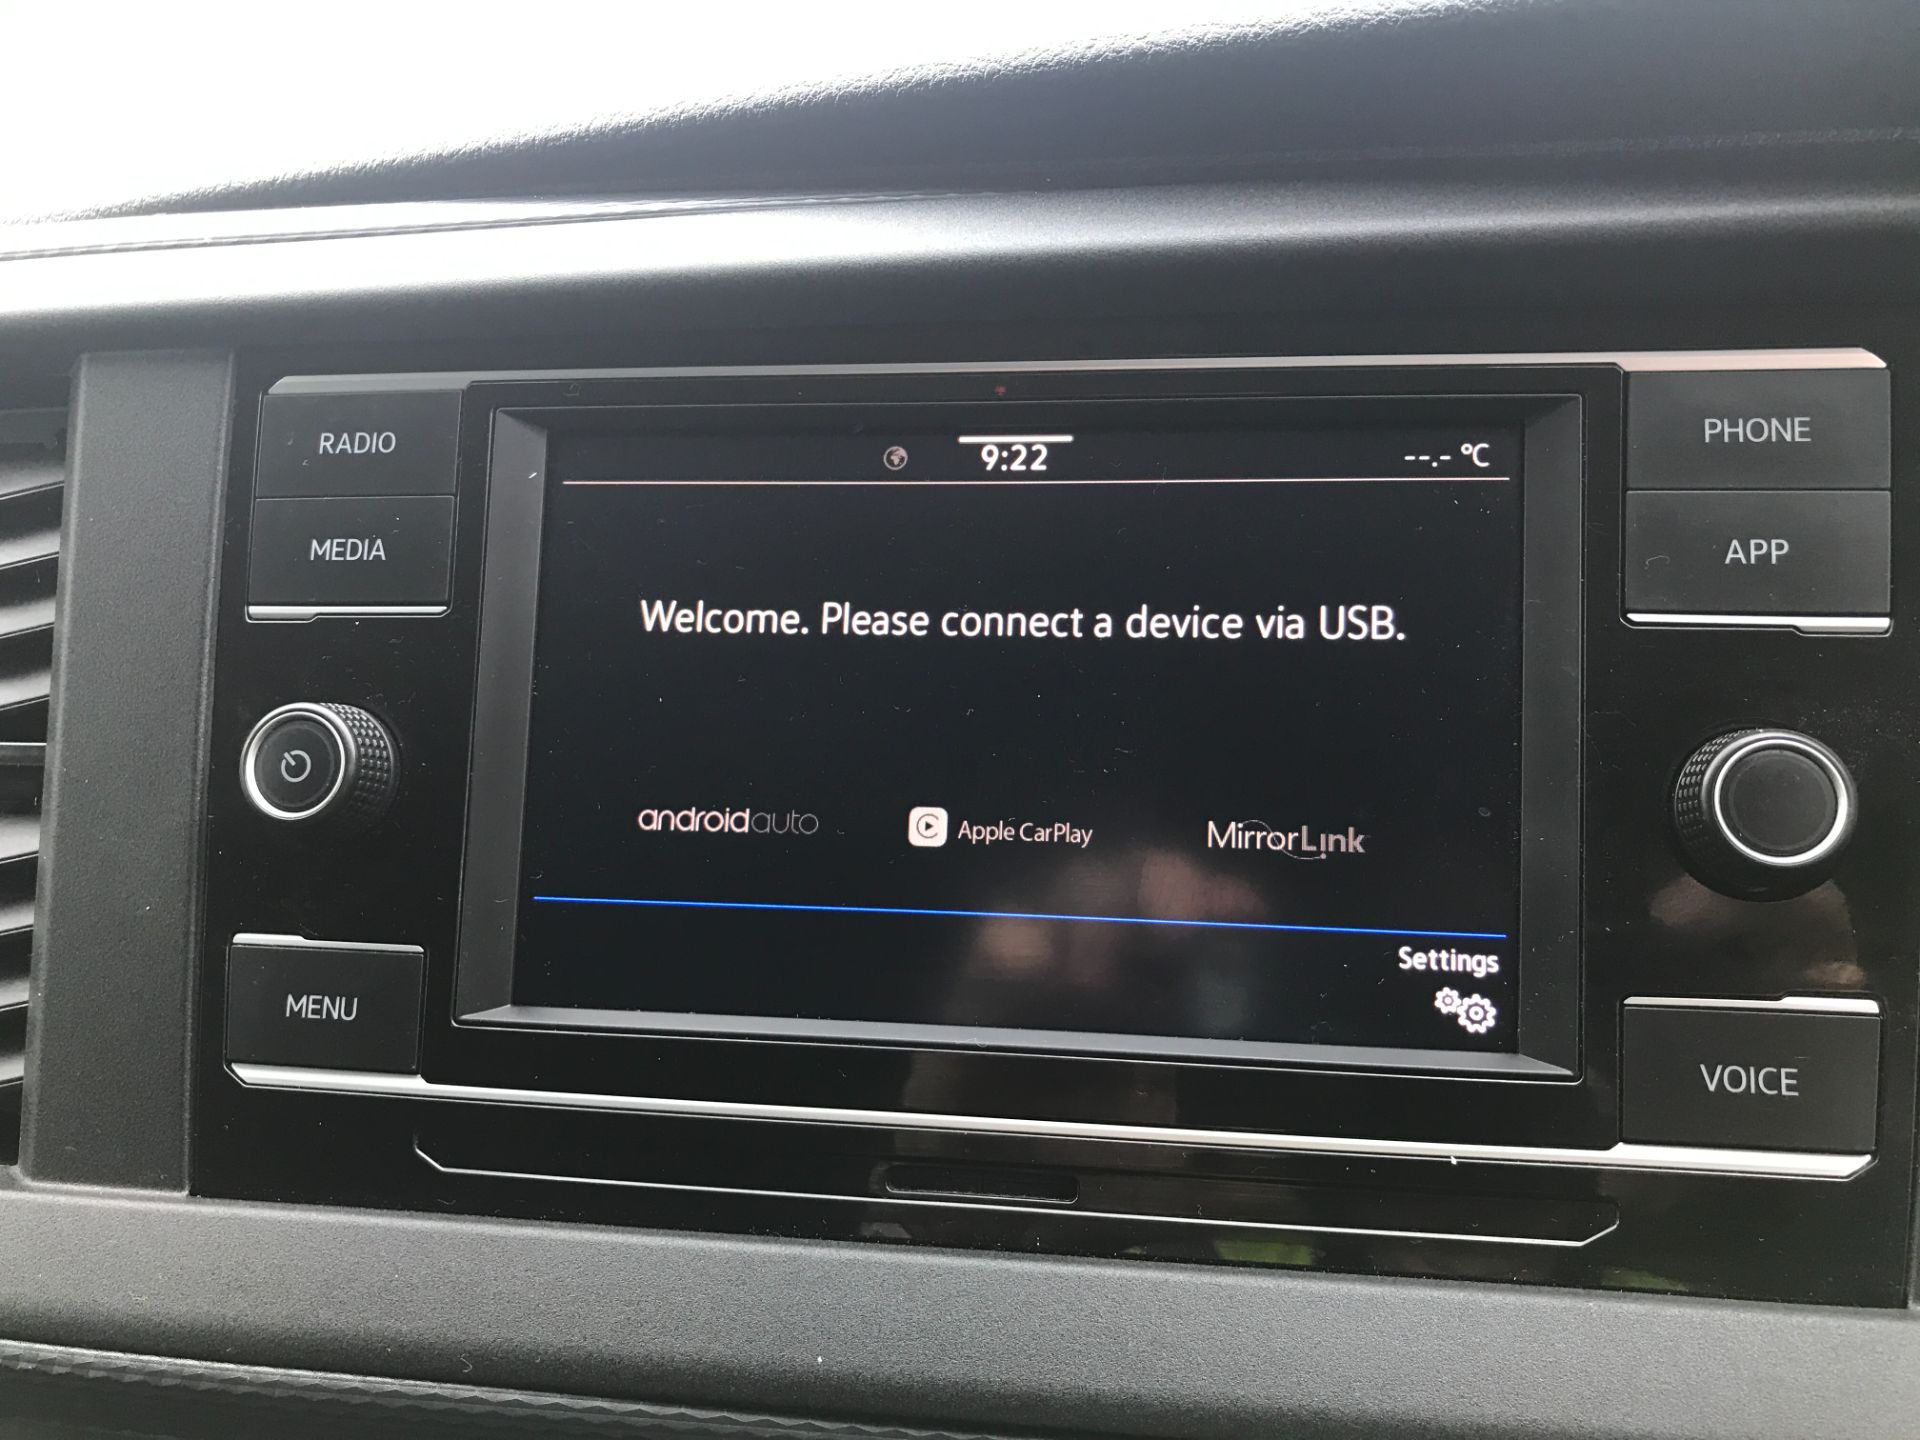 RADIO
MEDIA
MENU
9:22
--.- °C
Welcome. Please connect a device via USB.
androidauto
Apple CarPlay
MirrorLink
Settings
PHONE
APP
VOICE